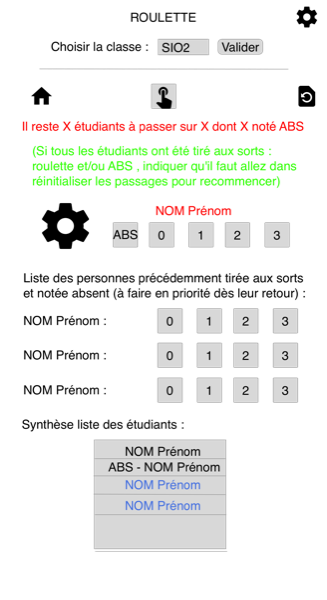 ROULETTE
Choisir la classe : SIO2 Valider
Il reste X étudiants à passer sur X dont X noté ABS
(Si tous les étudiants ont été tiré aux sorts :
roulette et/ou ABS , indiquer qu'il faut allez dans
réinitialiser les passages pour recommencer)
NOM Prénom
ABS 0 1 2 3
Liste des personnes précédemment tirée aux sorts
et notée absent (à faire en priorité dès leur retour) :
NOM Prénom : 0 1 2 3
NOM Prénom : 0 1 2 3
NOM Prénom : 0 1 2 3
Synthèse liste des étudiants :
NOM Prénom
ABS - NOM Prénom
NOM Prénom
NOM Prénom